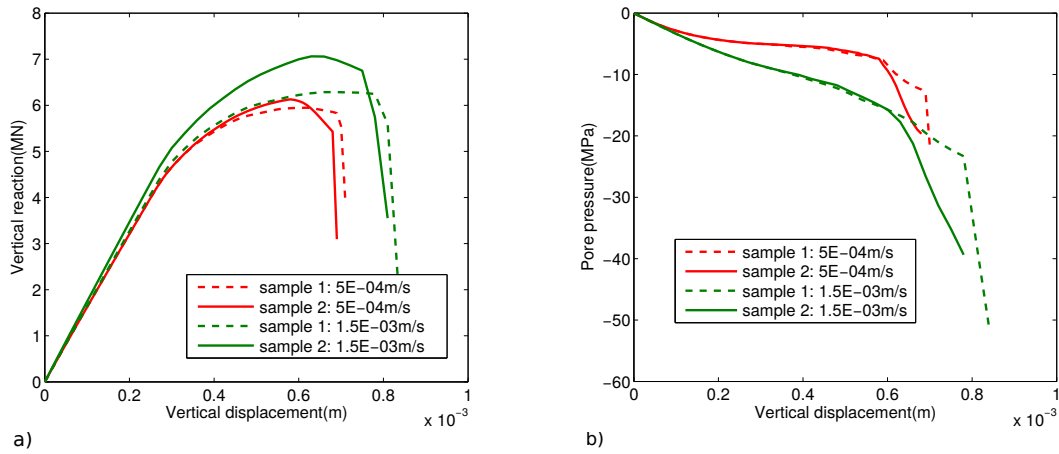 8
7
6
5
4
3
2
1
0
Vertical reaction(MN)
0 0.2 0.4 0.6 0.8 1
x 10−3
Vertical displacement(m)
sample 1: 5E−04m/s
sample 2: 5E−04m/s
sample 1: 1.5E−03m/s
sample 2: 1.5E−03m/s
a)
0
−10
−20
−30
−40
−50
−60
Pore pressure(MPa)
0 0.2 0.4 0.6 0.8 1
x 10−3
Vertical displacement(m)
sample 1: 5E−04m/s
sample 2: 5E−04m/s
sample 1: 1.5E−03m/s
sample 2: 1.5E−03m/s
b)